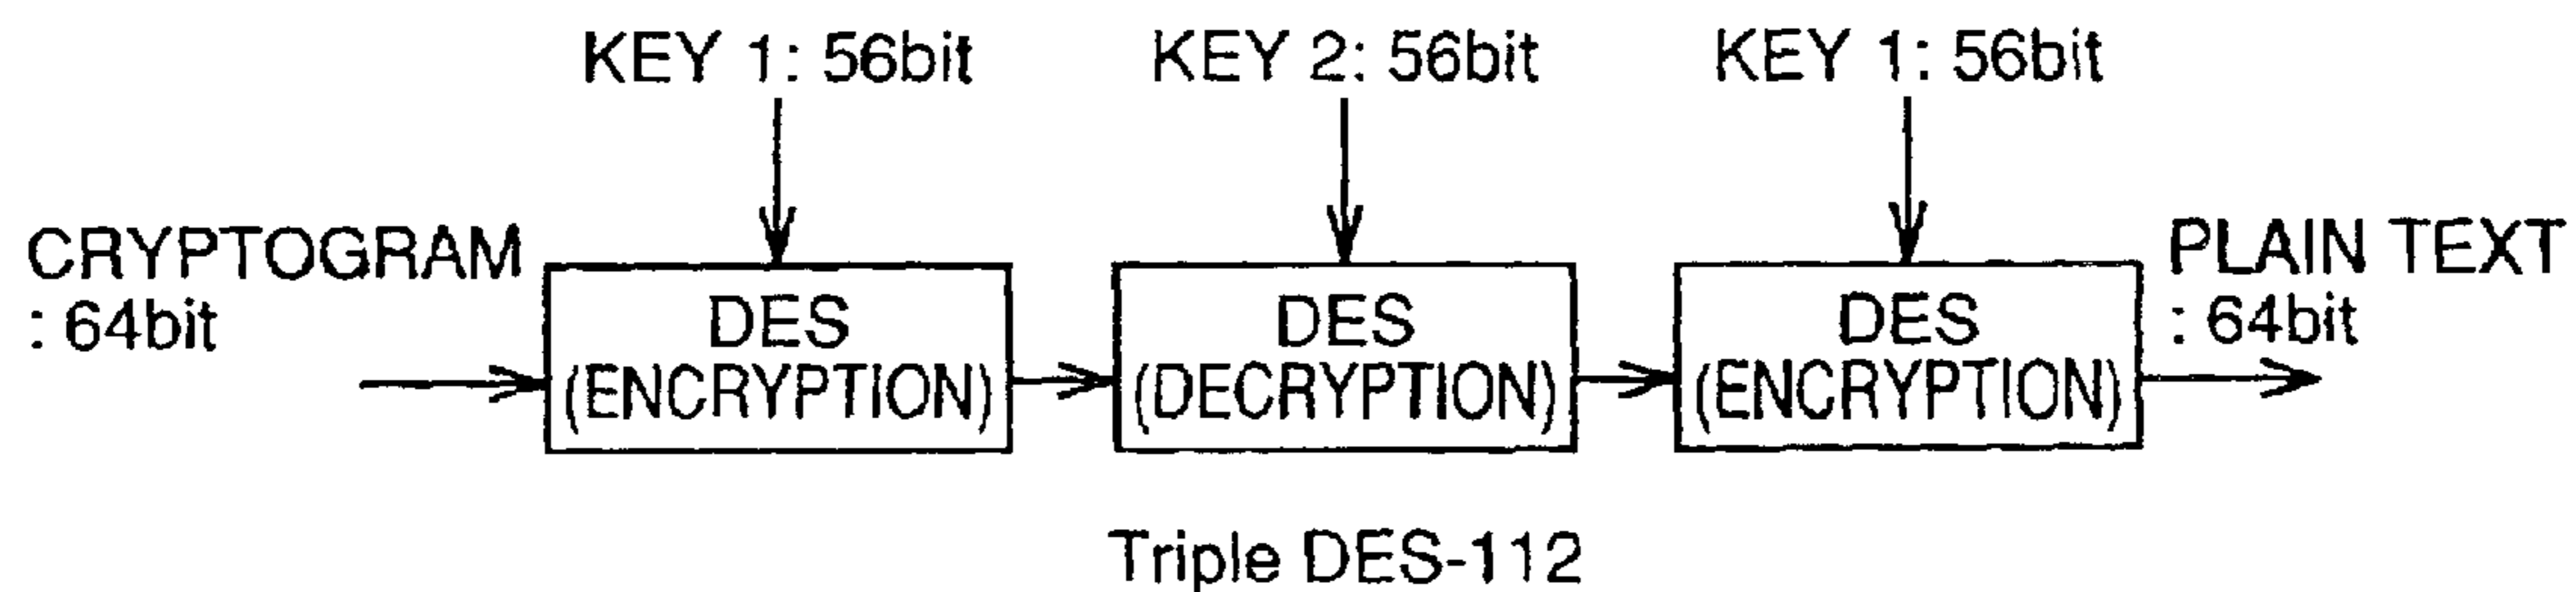 KEY 1: 56bit
KEY 2: 56bit
KEY 1: 56bit
CRYPTOGRAM
: 64bit
DES
(ENCRYPTION)
DES
(DECRYPTION)
DES
(ENCRYPTION)
PLAIN TEXT
: 64bit
Triple DES-112